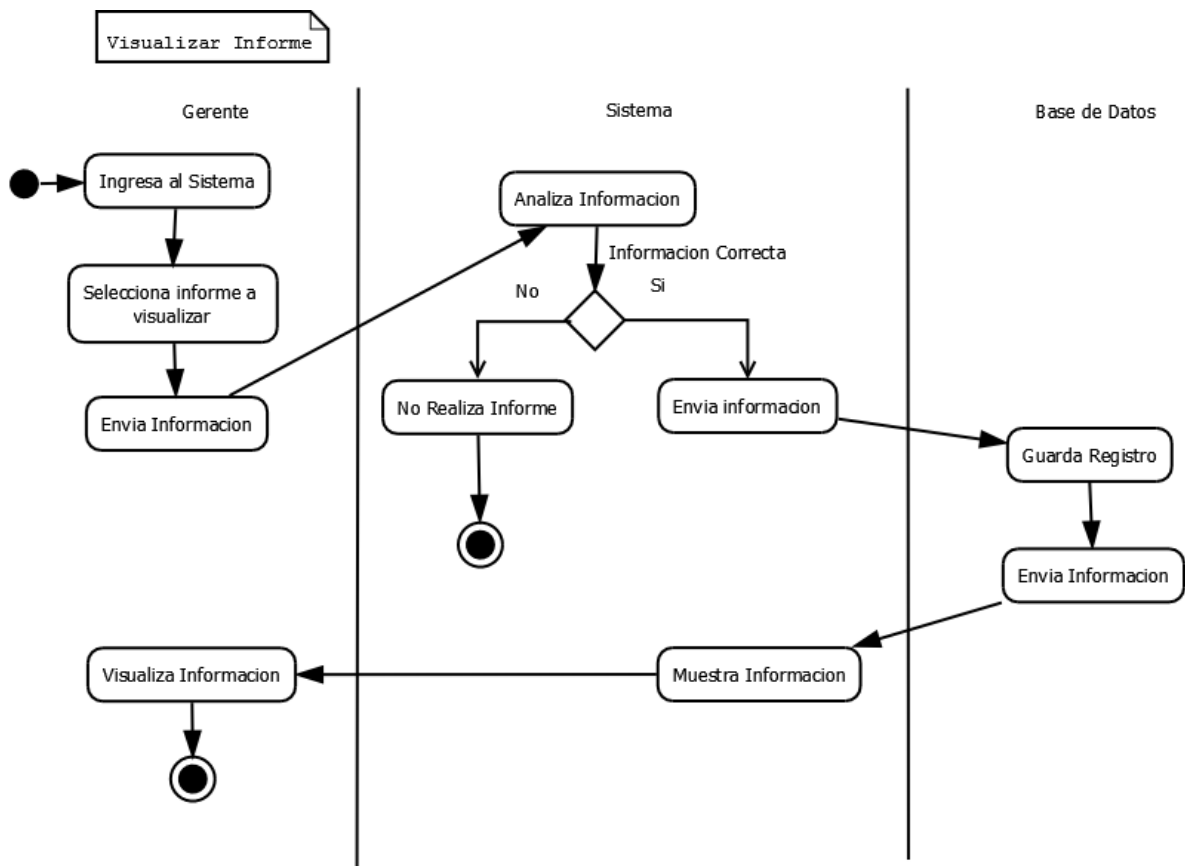 Visualizar Informe
Gerente
Sistema
Base de Datos
Ingresa al Sistema
Selecciona informe a
visualizar
Envia Informacion
Analiza Informacion
Informacion Correcta
No
Si
No Realiza Informe
Envia informacion
Guarda Registro
Envia Informacion
Muestra Informacion
Visualiza Informacion